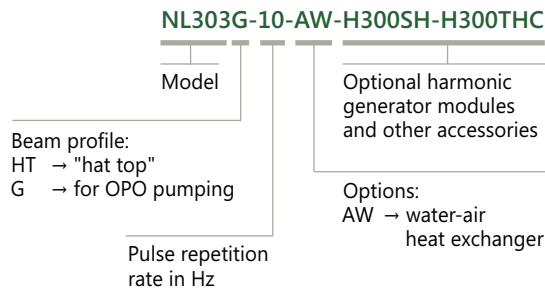 NL303G-10-AW-H300SH-H300THC
Model
Optional harmonic
generator modules
and other accessories
Beam profile:
HT → "hat top"
G → for OPO pumping
Options:
AW → water-air
heat exchanger
Pulse repetition
rate in Hz